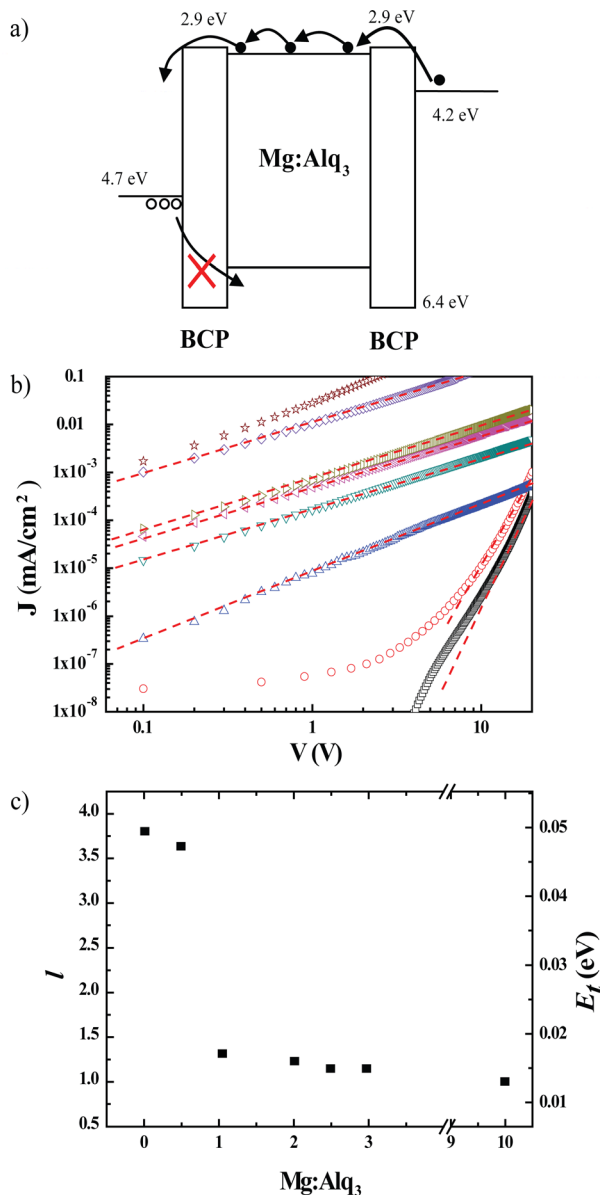 a)
2.9 eV 2.9 eV
4.2 eV
Mg:Alq₃
4.7 eV
6.4 eV
BCP BCP
b)
J (mA/cm²)
0.1
0.01
1x10⁻³
1x10⁻⁴
1x10⁻⁵
1x10⁻⁶
1x10⁻⁷
1x10⁻⁸
0.1 1 10
V (V)
c)
l
4.0
3.5
3.0
2.5
2.0
1.5
1.0
0.5
0.05
0.04
0.03
0.02
0.01
E_t (eV)
0 1 2 3 9 10
Mg:Alq₃